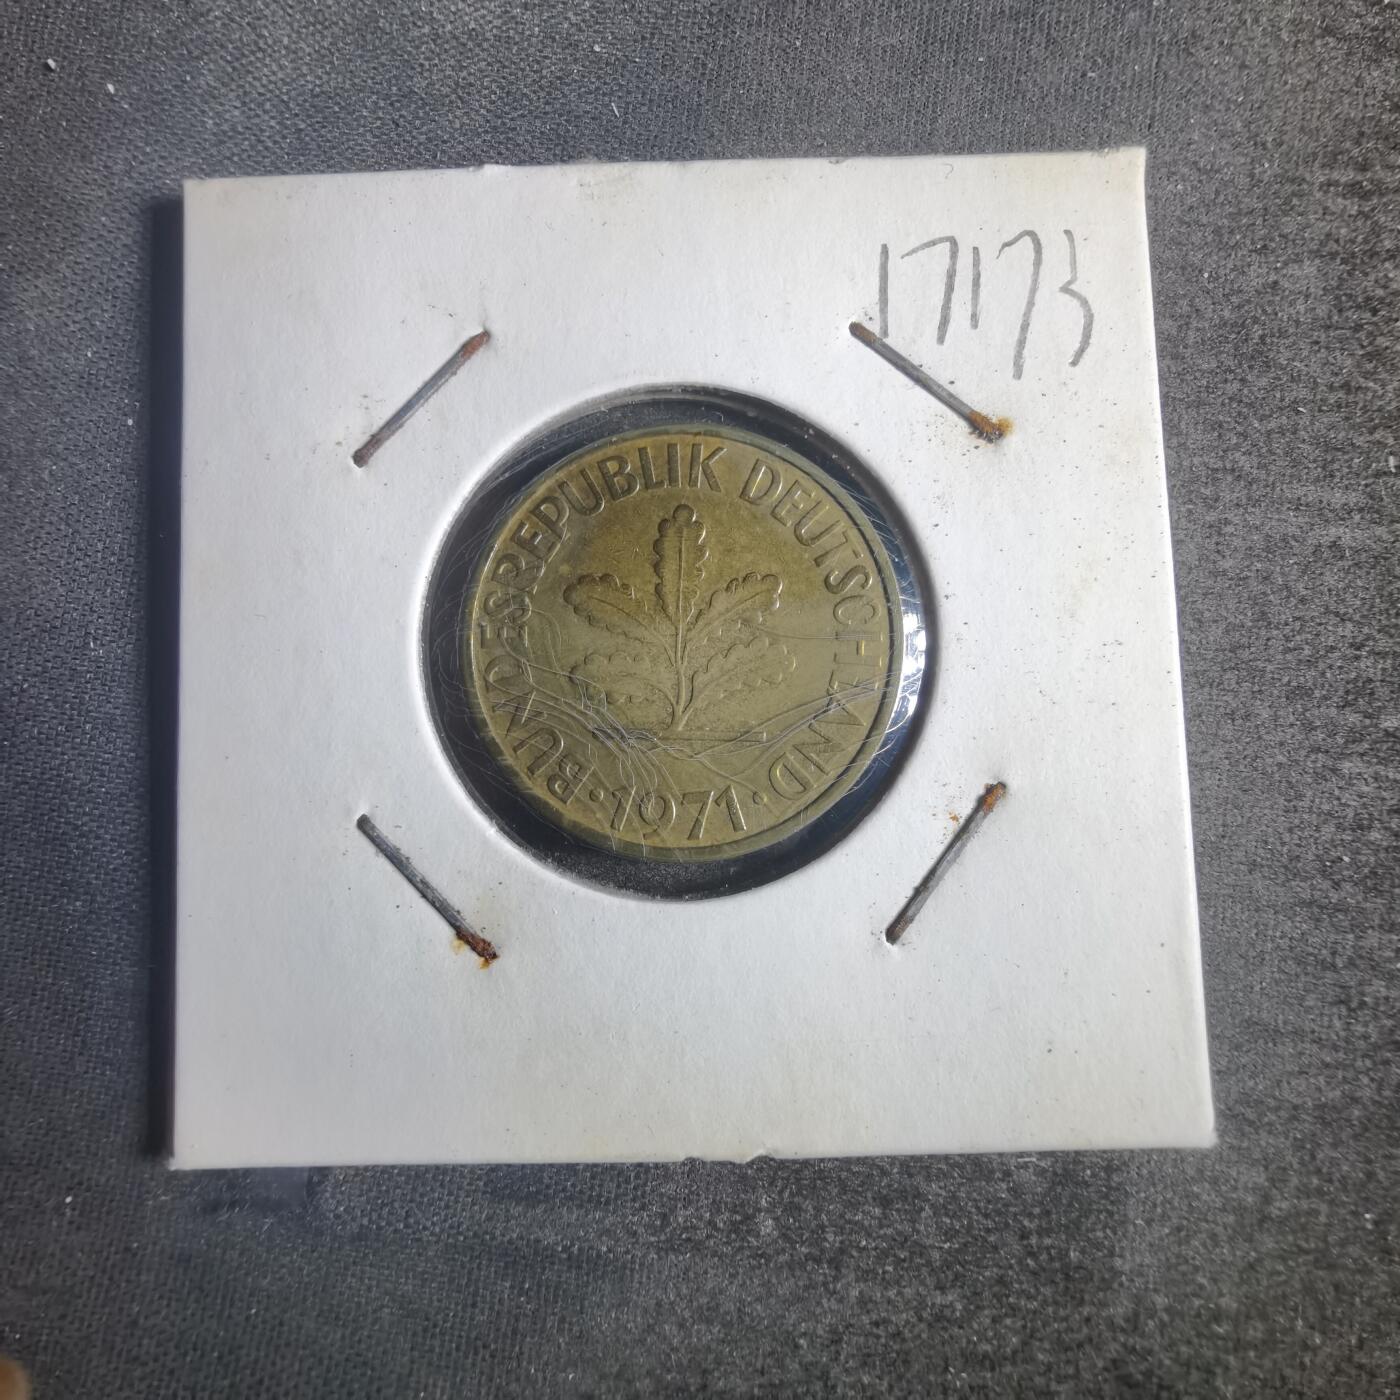 17173
BUNDESREPUBLIK DEUTSCHLAND
· 1971 ·